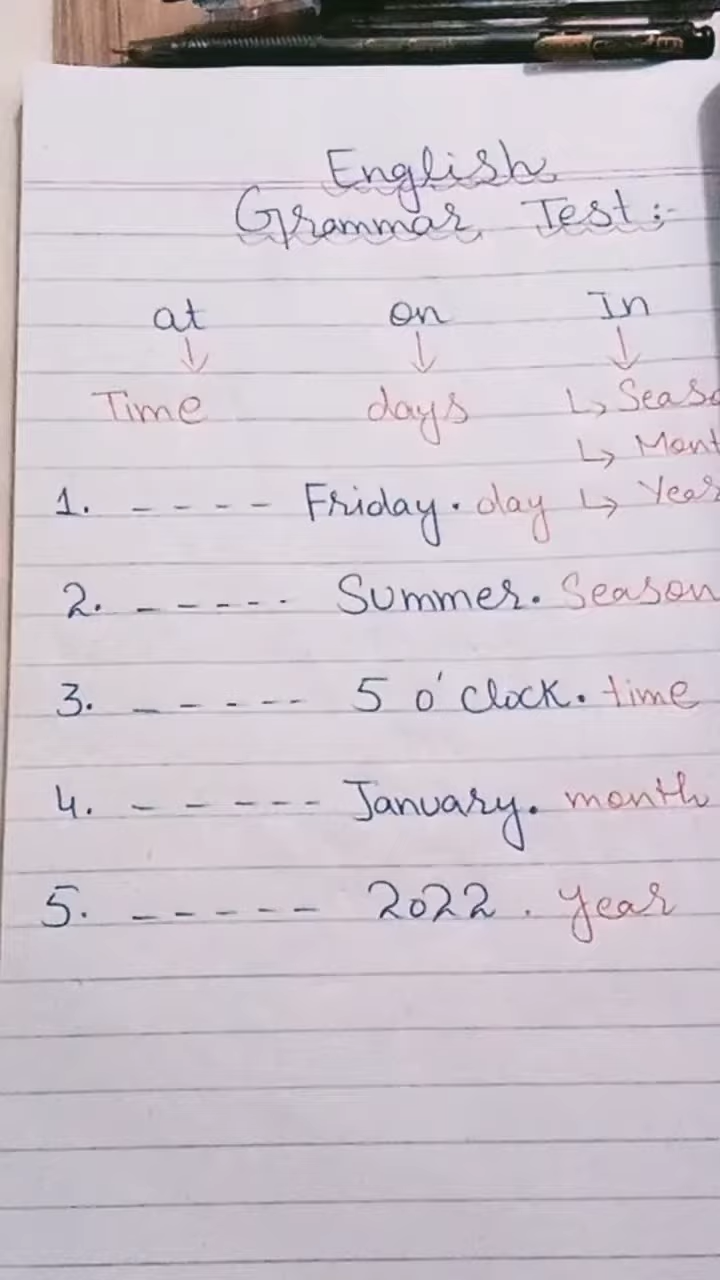 English
Grammar Test:-
at on In
Time days ↳ Seaso
↳ Mont
1. - - - - Friday. day ↳ Year
2. - - - - - Summer. Season
3. - - - - - 5 o'clock. time
4. - - - - - January. month
5. - - - - - 2022. year